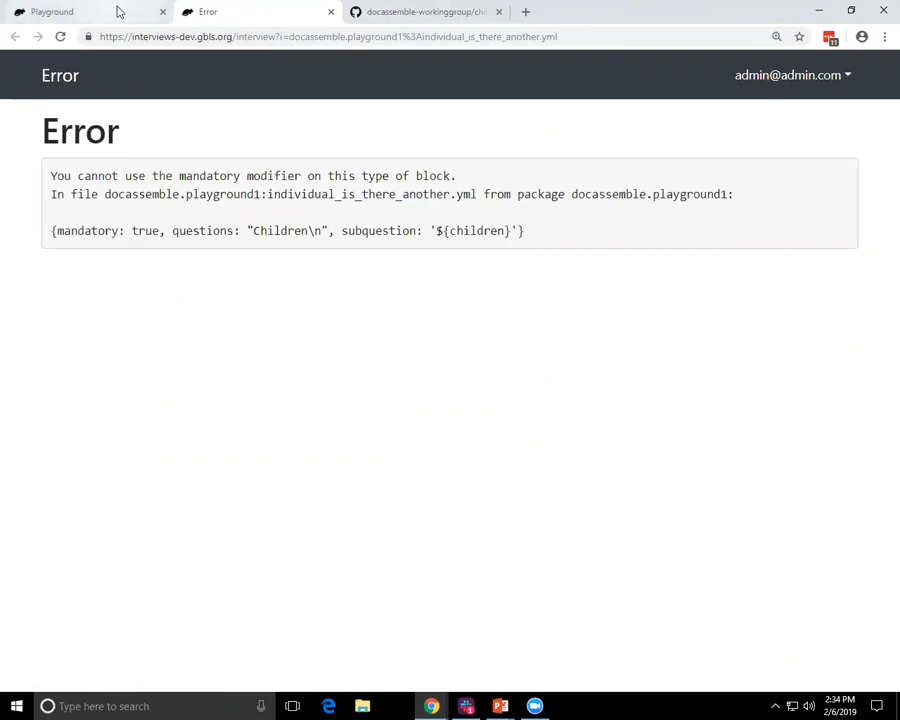 Playground
Error
docassemble-workinggroup/chi
https://interviews-dev.gbls.org/interview?i=docassemble.playground1%3Aindividual_is_there_another.yml
11
Error
admin@admin.com
Error
You cannot use the mandatory modifier on this type of block.
In file docassemble.playground1:individual_is_there_another.yml from package docassemble.playground1:
{mandatory: true, questions: "Children\n", subquestion: '${children}'}
Type here to search
2:34 PM
2/6/2019